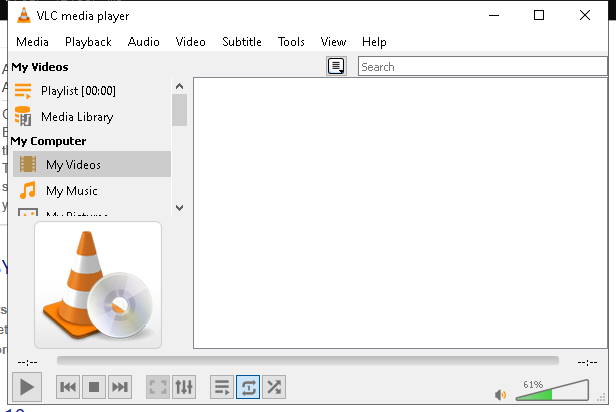 VLC media player
Media Playback Audio Video Subtitle Tools View Help
My Videos
Search
Playlist [00:00]
Media Library
My Computer
My Videos
My Music
My Pictures
--:-- --:--
61%